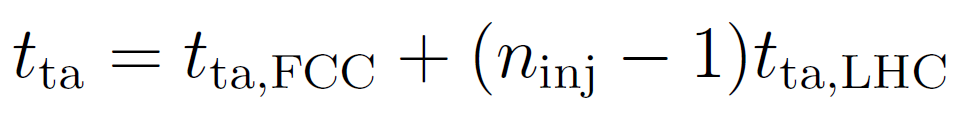 t_ta = t_ta,FCC + (n_inj − 1)t_ta,LHC